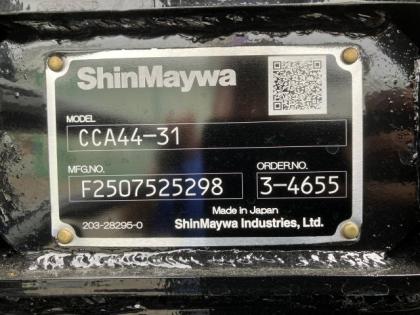 ShinMaywa
MODEL
CCA44-31
MFG.NO. ORDER.NO.
F2507525298 3-4655
Made in Japan
203-28295-0 ShinMaywa Industries, Ltd.